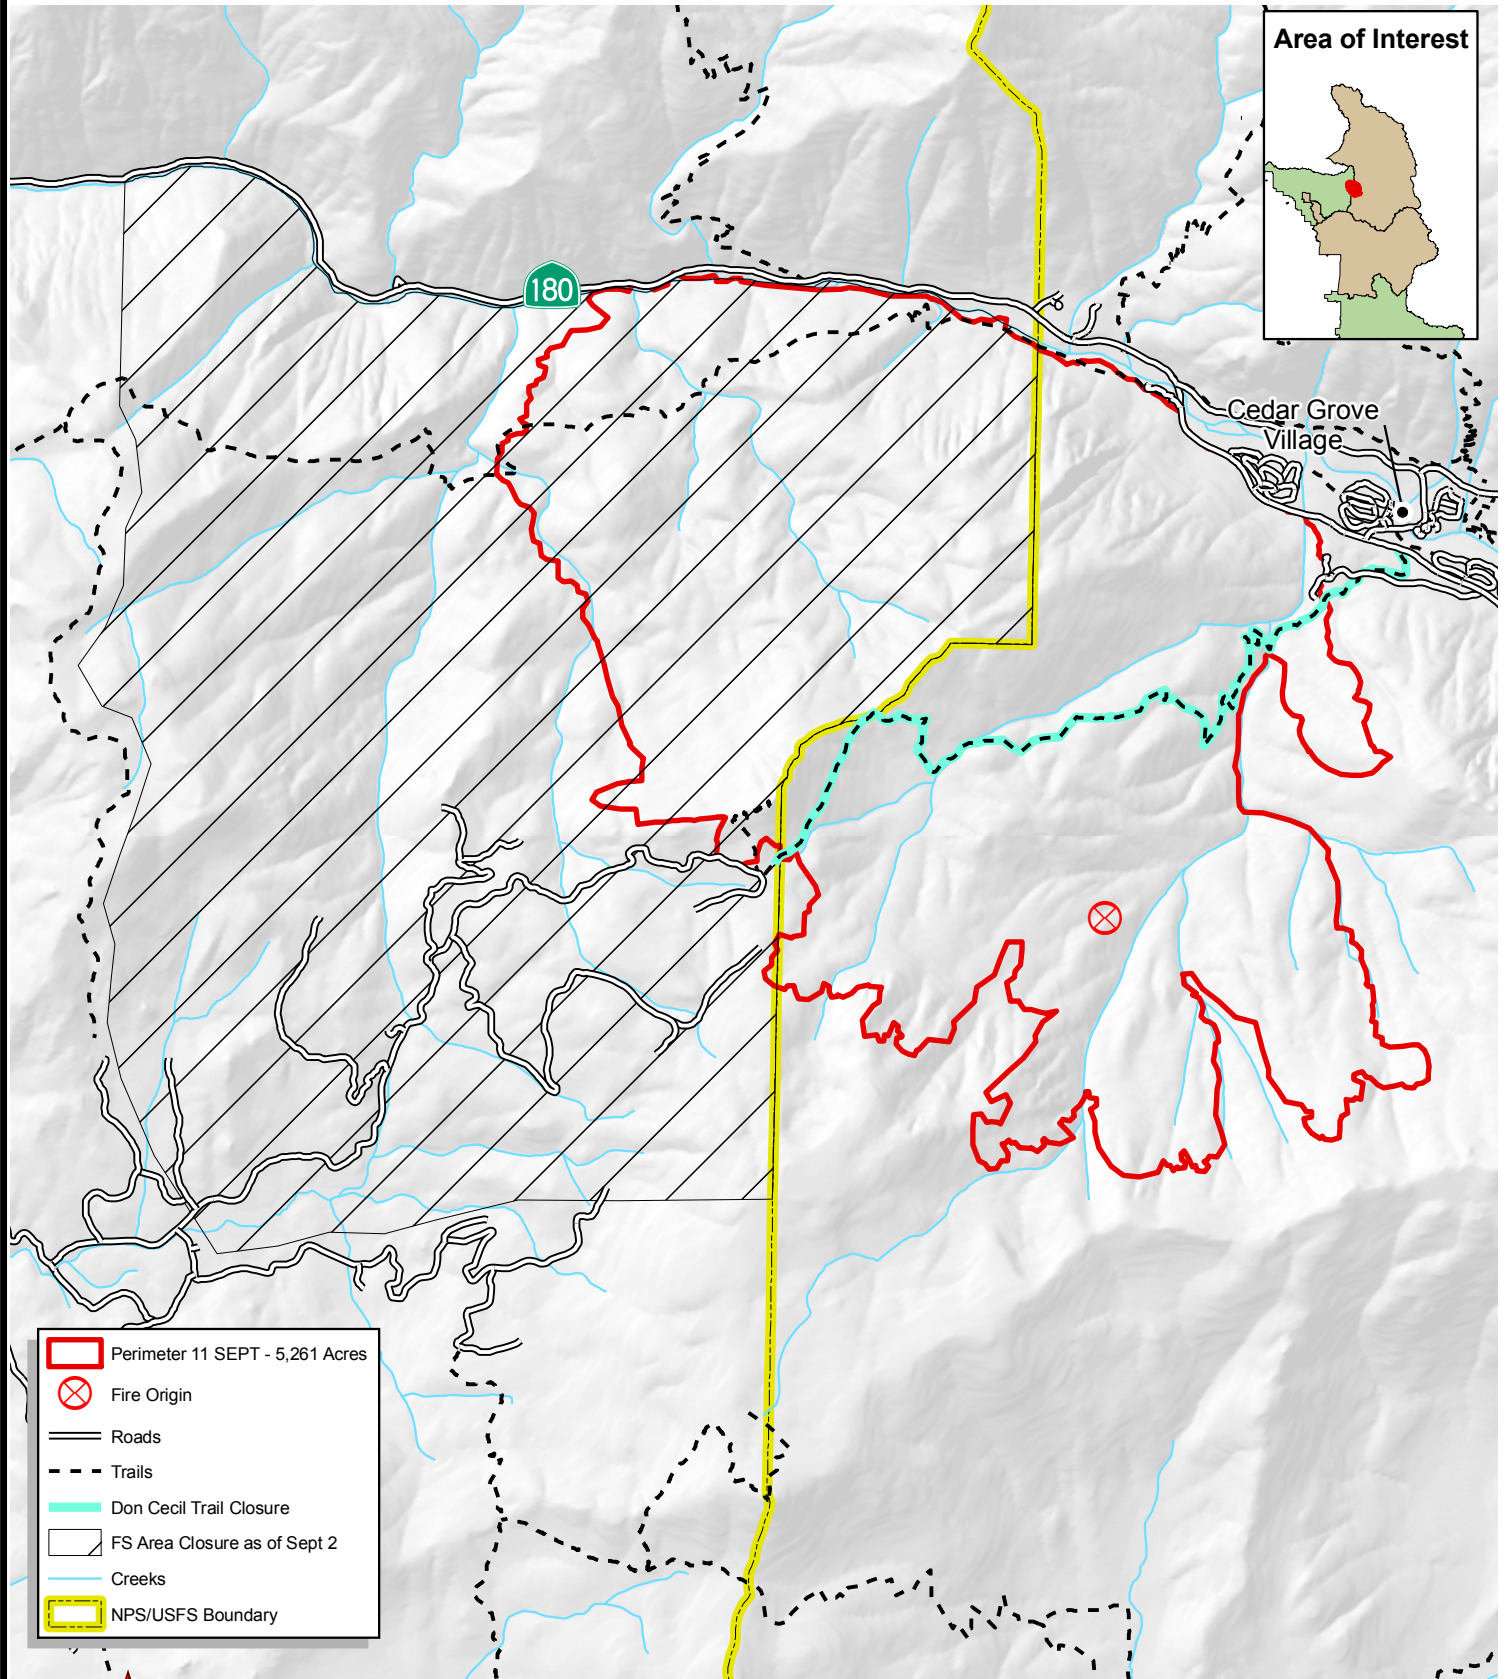 Area of Interest
180
Cedar Grove
Village
Perimeter 11 SEPT - 5,261 Acres
Fire Origin
Roads
Trails
Don Cecil Trail Closure
FS Area Closure as of Sept 2
Creeks
NPS/USFS Boundary